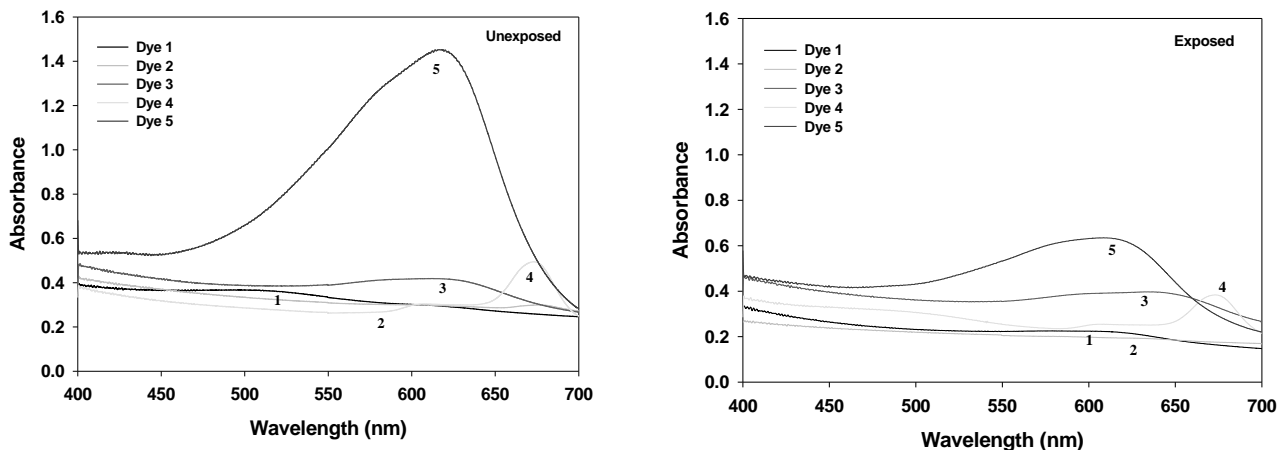 1.6
1.4
1.2
1.0
0.8
0.6
0.4
0.2
0.0
Absorbance
Unexposed
Dye 1
Dye 2
Dye 3
Dye 4
Dye 5
5
4
3
1
2
400 450 500 550 600 650 700
Wavelength (nm)
1.6
1.4
1.2
1.0
0.8
0.6
0.4
0.2
0.0
Absorbance
Exposed
Dye 1
Dye 2
Dye 3
Dye 4
Dye 5
5
4
3
1
2
400 450 500 550 600 650 700
Wavelength (nm)